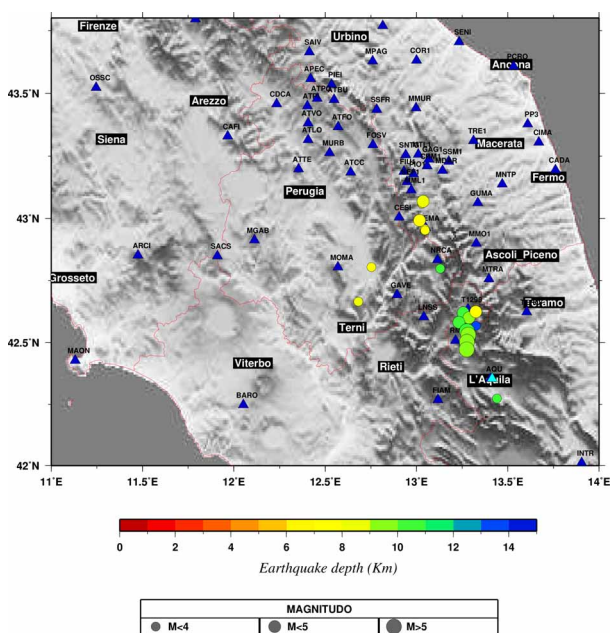 Firenze
Urbino
SENI
SAIV
MPAG
COR1
PCRO
Ancona
OSSC
APEC
PIEI
Arezzo
CDCA
ATBU
SSFR
MMUR
ATVO
ATFO
PP3
CAFI
Siena
ATLO
FOSV
TRE1
CIMA
Macerata
MURB
SSM1
ATTE
ATCC
CADA
Perugia
MNTP
Fermo
GUMA
CESI
MGAB
MMO1
ARCI
SACS
NRCA
Ascoli_Piceno
MOMA
MTRA
Grosseto
GAVE
LNSS
Teramo
Terni
MAON
Viterbo
Rieti
AQU
L'Aquila
BARO
FIAM
INTR
43.5˚
43˚
42.5˚
42˚N
11˚E
11.5˚
12˚
12.5˚
13˚
13.5˚
14˚E
0 2 4 6 8 10 12 14
Earthquake depth (Km)
MAGNITUDO
M<4 M<5 M>5